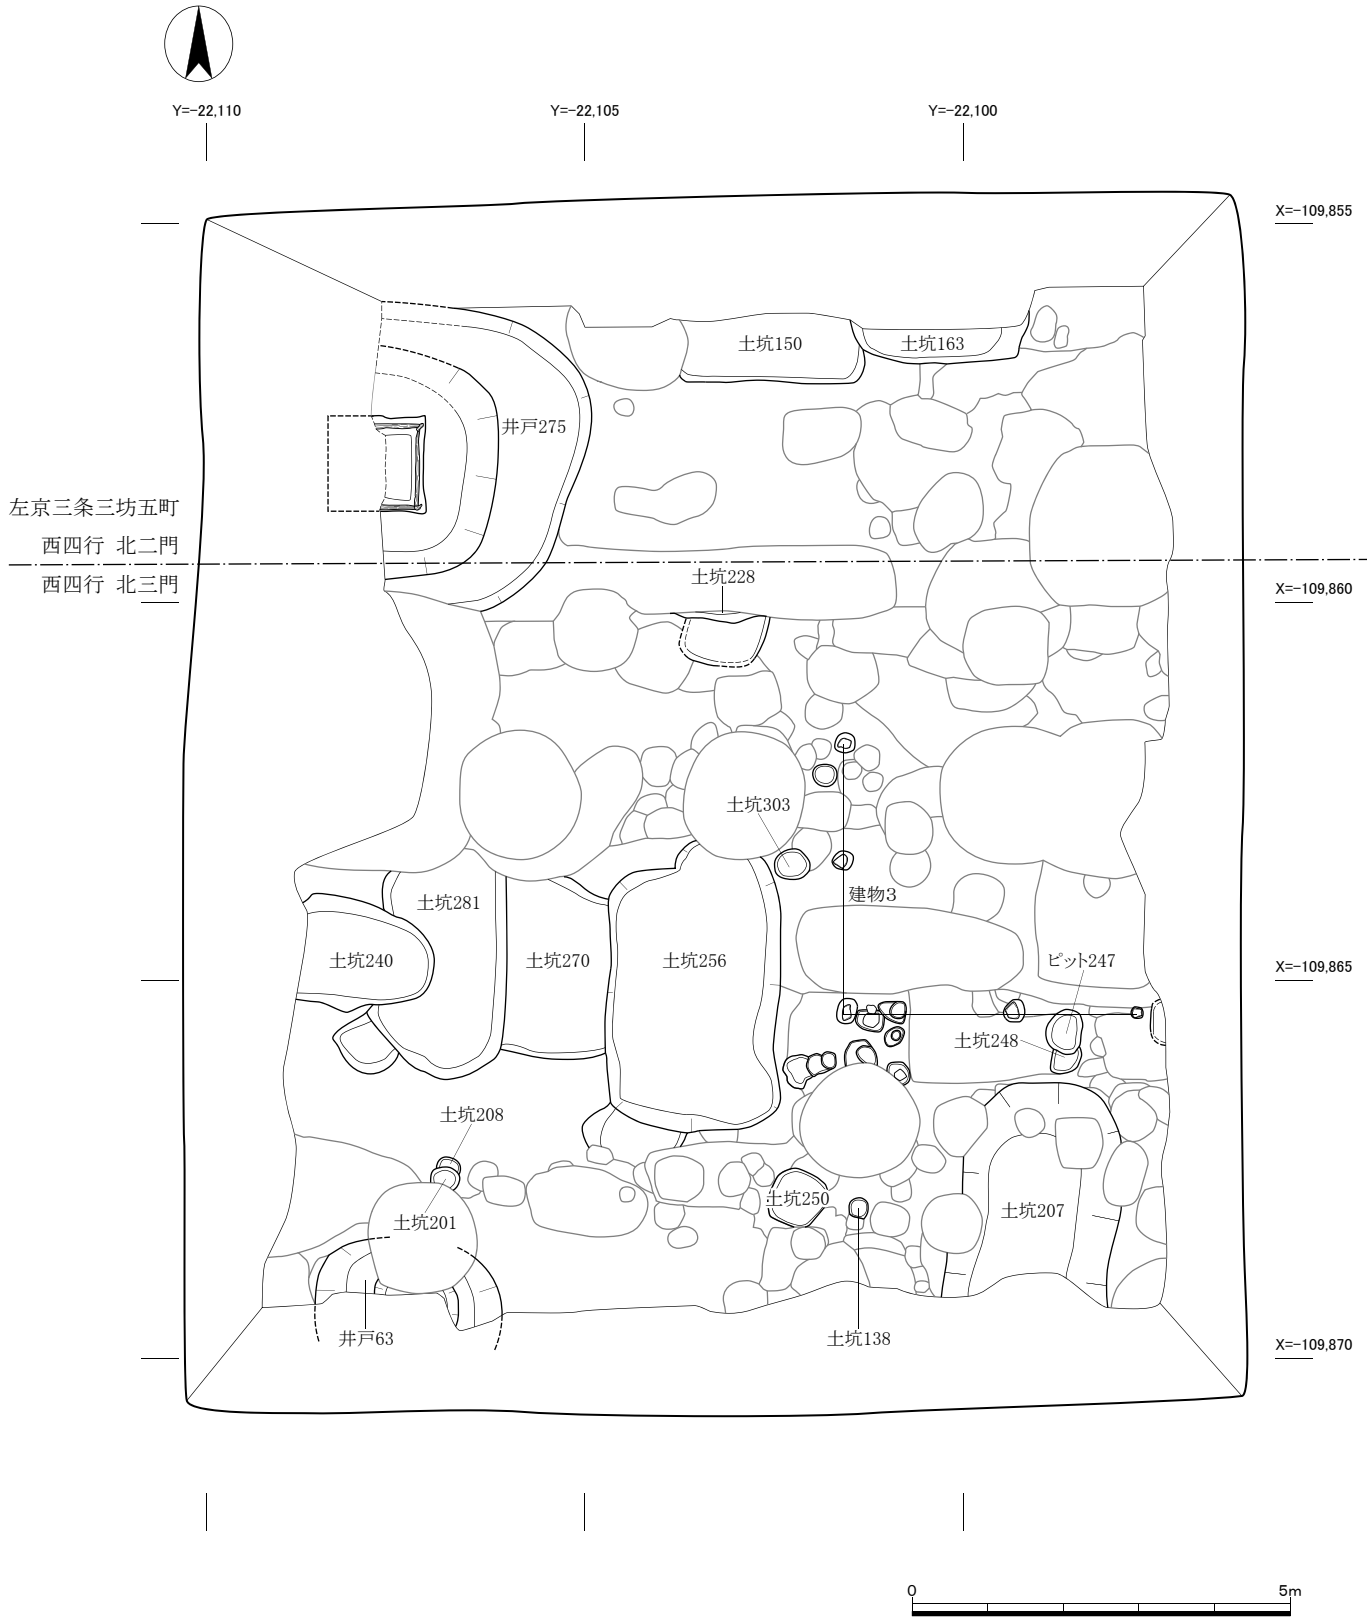 Y=-22,110
Y=-22,105
Y=-22,100
X=-109,855
土坑150
土坑163
井戸275
左京三条三坊五町
西四行 北二門
土坑228
西四行 北三門
X=-109,860
土坑303
建物3
土坑281
土坑240
土坑270
土坑256
ピット247
X=-109,865
土坑248
土坑208
土坑250
土坑207
土坑201
井戸63
土坑138
X=-109,870
0
5m